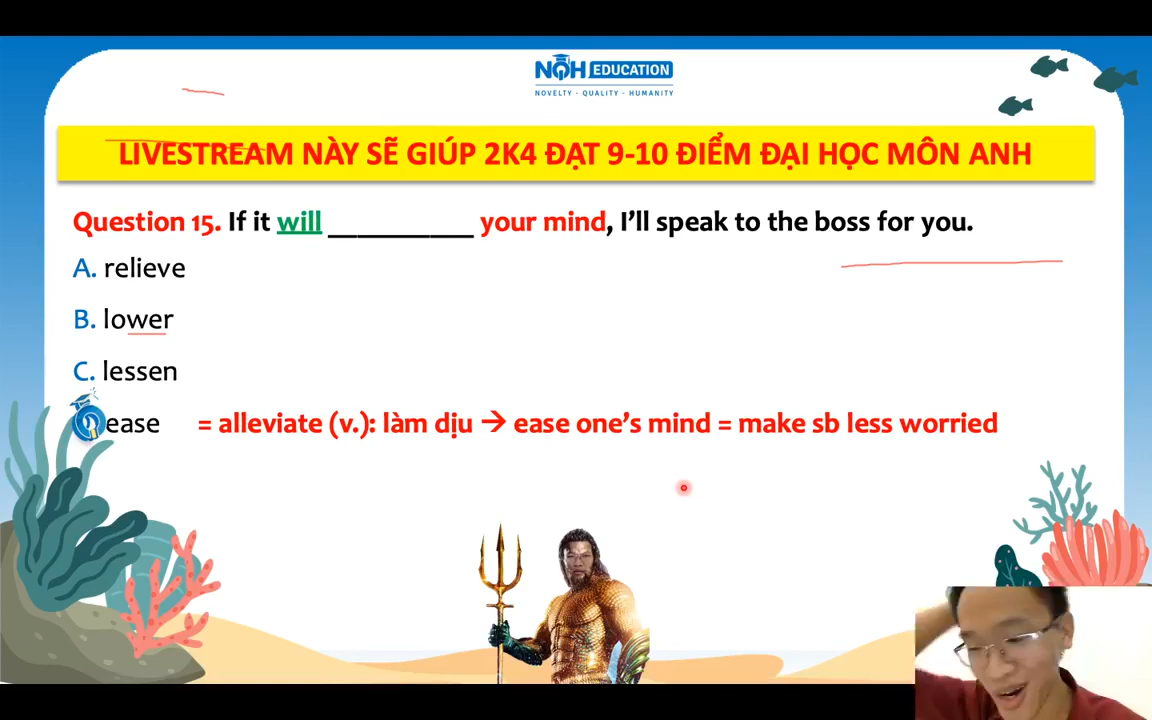 NQH EDUCATION
NOVELTY - QUALITY - HUMANITY
LIVESTREAM NÀY SẼ GIÚP 2K4 ĐẠT 9-10 ĐIỂM ĐẠI HỌC MÔN ANH
Question 15. If it will __________ your mind, I’ll speak to the boss for you.
A. relieve
B. lower
C. lessen
ease = alleviate (v.): làm dịu → ease one’s mind = make sb less worried